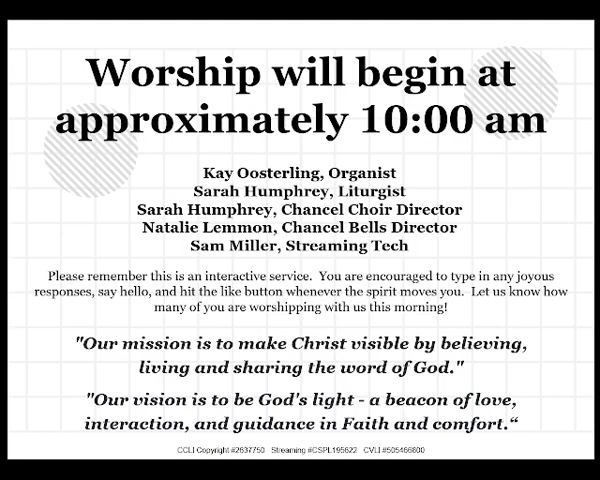 Worship will begin at
approximately 10:00 am
Kay Oosterling, Organist
Sarah Humphrey, Liturgist
Sarah Humphrey, Chancel Choir Director
Natalie Lemmon, Chancel Bells Director
Sam Miller, Streaming Tech
Please remember this is an interactive service. You are encouraged to type in any joyous
responses, say hello, and hit the like button whenever the spirit moves you. Let us know how
many of you are worshipping with us this morning!
"Our mission is to make Christ visible by believing,
living and sharing the word of God."
"Our vision is to be God's light - a beacon of love,
interaction, and guidance in Faith and comfort.“
CCLI Copyright #2637750 Streaming #CSPL195622 CVLI #505466800